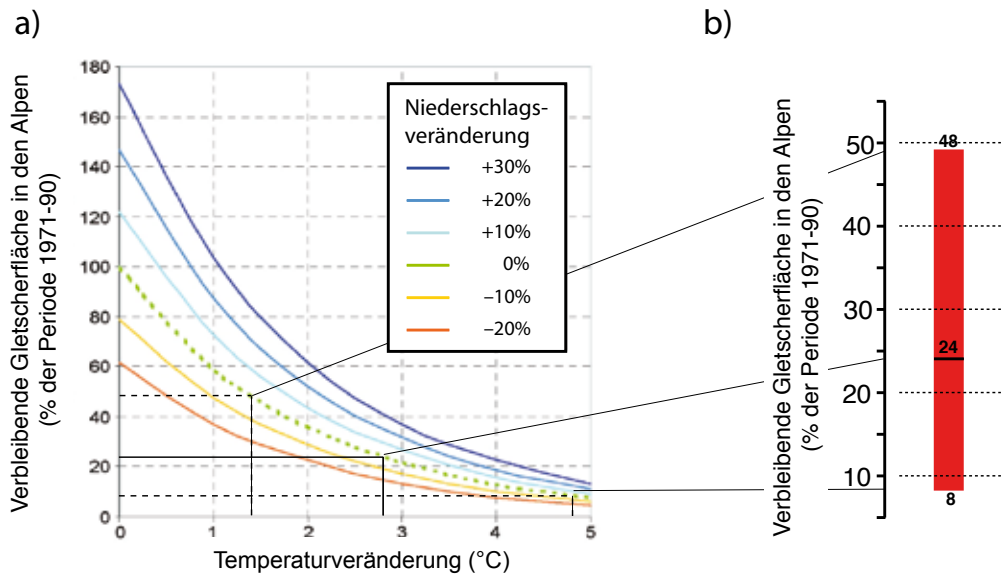 a)
Verbleibende Gletscherfläche in den Alpen
(% der Periode 1971-90)
180
160
140
120
100
80
60
40
20
0
0 1 2 3 4 5
Temperaturveränderung (°C)
Niederschlags-
veränderung
+30%
+20%
+10%
0%
−10%
−20%
b)
Verbleibende Gletscherfläche in den Alpen
(% der Periode 1971-90)
50
40
30
20
10
48
24
8